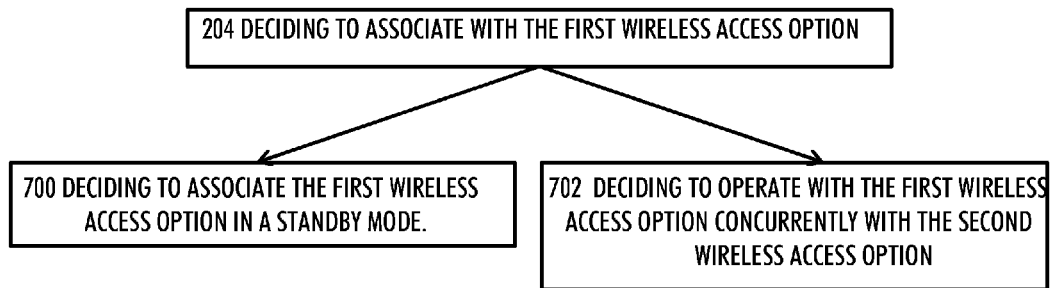 204 DECIDING TO ASSOCIATE WITH THE FIRST WIRELESS ACCESS OPTION
700 DECIDING TO ASSOCIATE THE FIRST WIRELESS
ACCESS OPTION IN A STANDBY MODE.
702 DECIDING TO OPERATE WITH THE FIRST WIRELESS
ACCESS OPTION CONCURRENTLY WITH THE SECOND
WIRELESS ACCESS OPTION